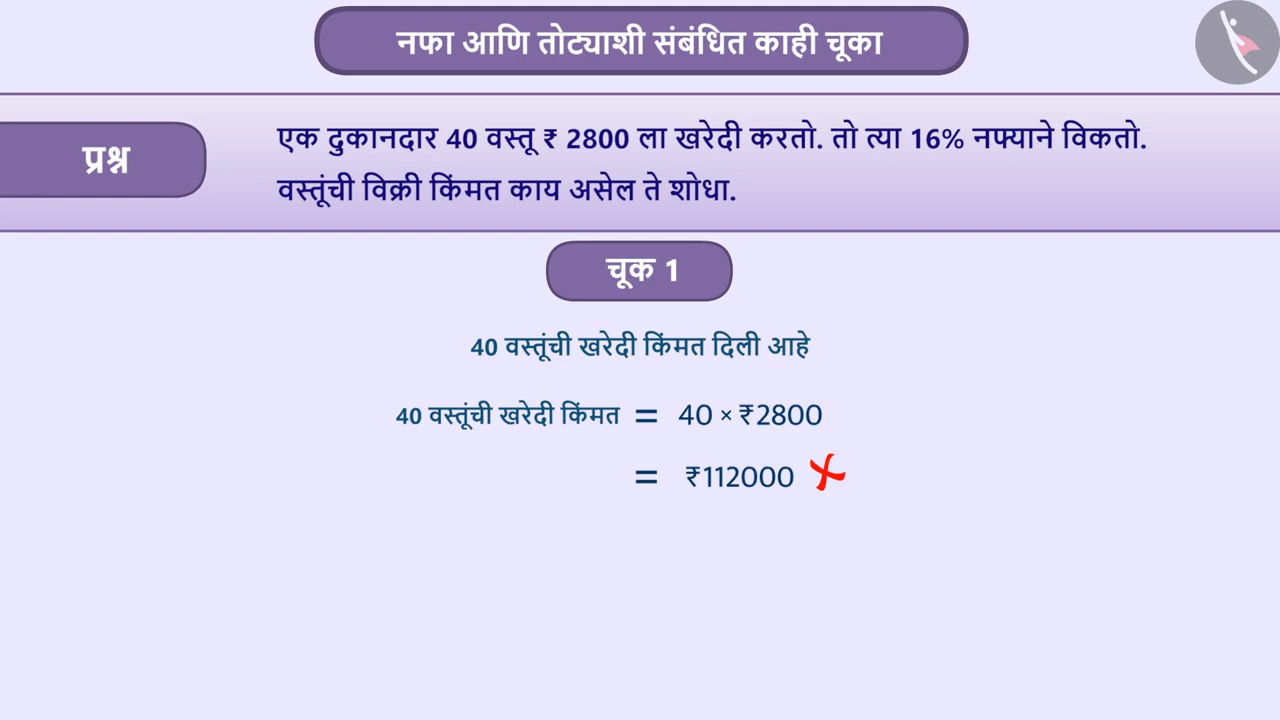 नफा आणि तोट्याशी संबंधित काही चूका
प्रश्न
एक दुकानदार 40 वस्तू ₹ 2800 ला खरेदी करतो. तो त्या 16% नफ्याने विकतो.
वस्तूंची विक्री किंमत काय असेल ते शोधा.
चूक 1
40 वस्तूंची खरेदी किंमत दिली आहे
40 वस्तूंची खरेदी किंमत = 40 × ₹2800
= ₹112000